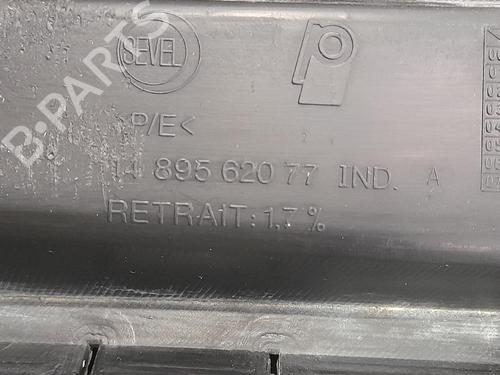 SEVEL
>P/E<
14 895 620 77 IND. A
RETRAIT: 1,7 %
B-PARTS